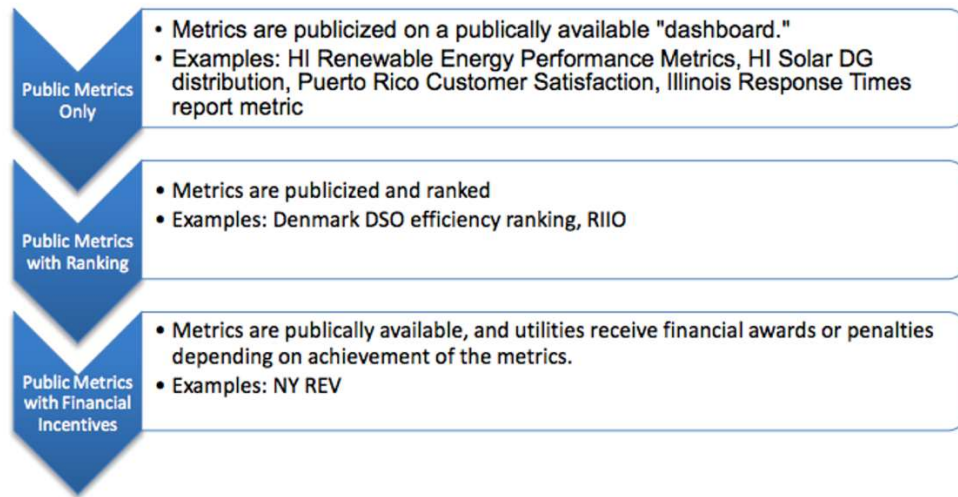 Public Metrics
Only
• Metrics are publicized on a publically available "dashboard."
• Examples: HI Renewable Energy Performance Metrics, HI Solar DG
distribution, Puerto Rico Customer Satisfaction, Illinois Response Times
report metric
Public Metrics
with Ranking
• Metrics are publicized and ranked
• Examples: Denmark DSO efficiency ranking, RIIO
Public Metrics
with Financial
Incentives
• Metrics are publically available, and utilities receive financial awards or penalties
depending on achievement of the metrics.
• Examples: NY REV